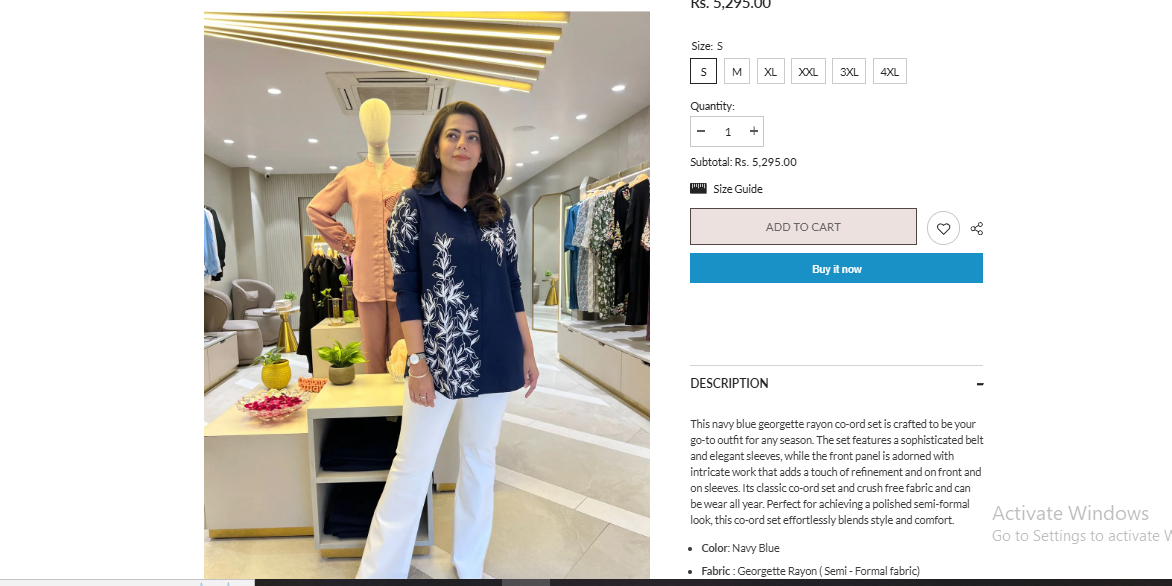 Rs. 5,295.00
Size: S
S M XL XXL 3XL 4XL
Quantity:
− 1 +
Subtotal: Rs. 5,295.00
Size Guide
ADD TO CART
Buy it now
DESCRIPTION
This navy blue georgette rayon co-ord set is crafted to be your
go-to outfit for any season. The set features a sophisticated belt
and elegant sleeves, while the front panel is adorned with
intricate work that adds a touch of refinement and on front and
on sleeves. Its classic co-ord set and crush free fabric and can
be wear all year. Perfect for achieving a polished semi-formal
look, this co-ord set effortlessly blends style and comfort.
Activate Windows
Go to Settings to activate W
• Color: Navy Blue
• Fabric : Georgette Rayon ( Semi - Formal fabric)